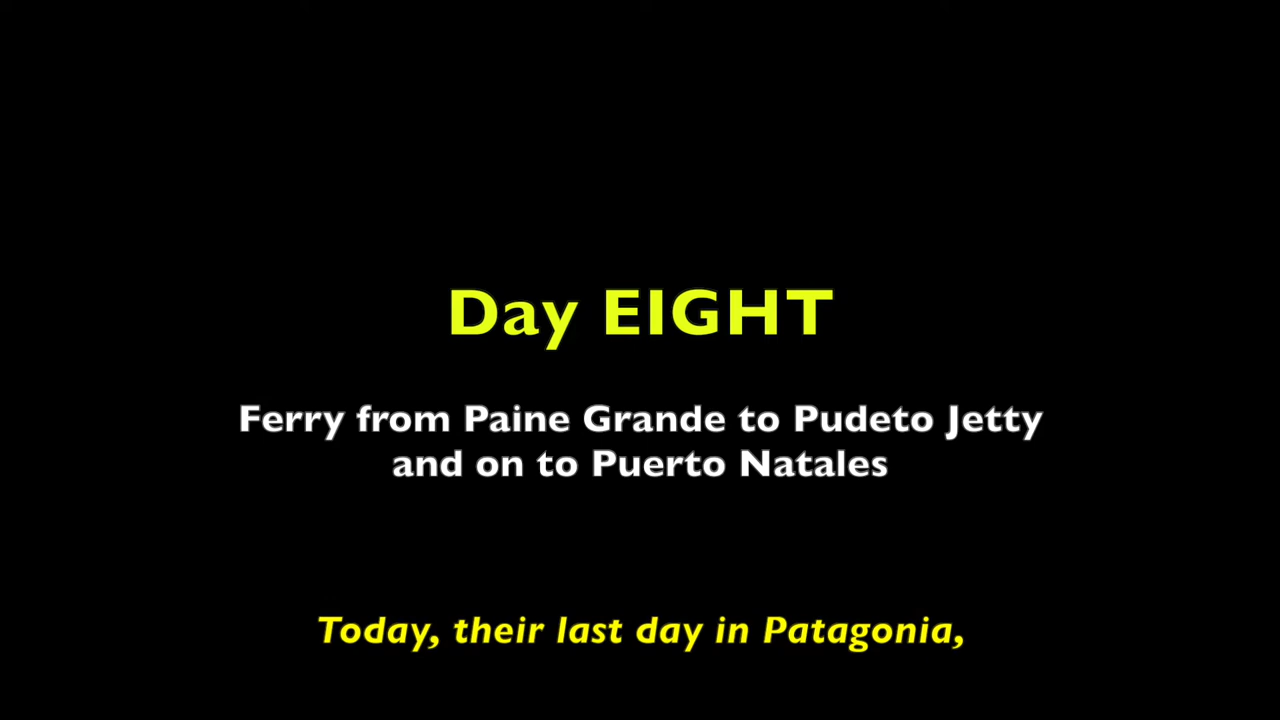 Day EIGHT
Ferry from Paine Grande to Pudeto Jetty
and on to Puerto Natales
Today, their last day in Patagonia,